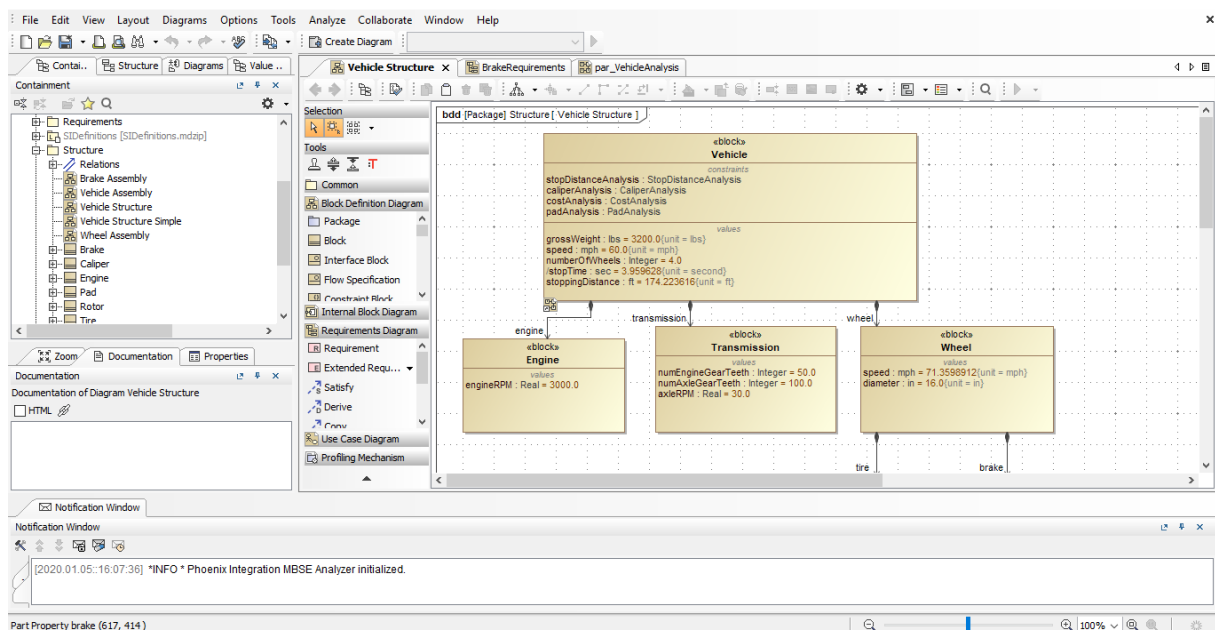 File Edit View Layout Diagrams Options Tools Analyze Collaborate Window Help
Create Diagram
Contai.. Structure Diagrams Value ..
Containment
Requirements
SIDefinitions [SIDefinitions.mdzip]
Structure
Relations
Brake Assembly
Vehicle Assembly
Vehicle Structure
Vehicle Structure Simple
Wheel Assembly
Brake
Caliper
Engine
Pad
Rotor
Tire
Zoom Documentation Properties
Documentation
Documentation of Diagram Vehicle Structure
HTML
Vehicle Structure BrakeRequirements par_VehicleAnalysis
Selection
Tools
Common
Block Definition Diagram
Package
Block
Interface Block
Flow Specification
Constraint Block
Internal Block Diagram
Requirements Diagram
Requirement
Extended Requ...
Satisfy
Derive
Copy
Use Case Diagram
Profiling Mechanism
bdd [Package] Structure [ Vehicle Structure ]
«block»
Vehicle
constraints
stopDistanceAnalysis : StopDistanceAnalysis
caliperAnalysis : CaliperAnalysis
costAnalysis : CostAnalysis
padAnalysis : PadAnalysis
values
grossWeight : lbs = 3200.0{unit = lbs}
speed : mph = 60.0{unit = mph}
numberOfWheels : Integer = 4.0
/stopTime : sec = 3.959628{unit = second}
stoppingDistance : ft = 174.223616{unit = ft}
engine
transmission
wheel
«block»
Engine
values
engineRPM : Real = 3000.0
«block»
Transmission
values
numEngineGearTeeth : Integer = 50.0
numAxleGearTeeth : Integer = 100.0
axleRPM : Real = 30.0
«block»
Wheel
values
speed : mph = 71.3598912{unit = mph}
diameter : in = 16.0{unit = in}
tire
brake
Notification Window
Notification Window
[2020.01.05::16:07:36] *INFO * Phoenix Integration MBSE Analyzer initialized.
Part Property brake (617, 414 )
100%